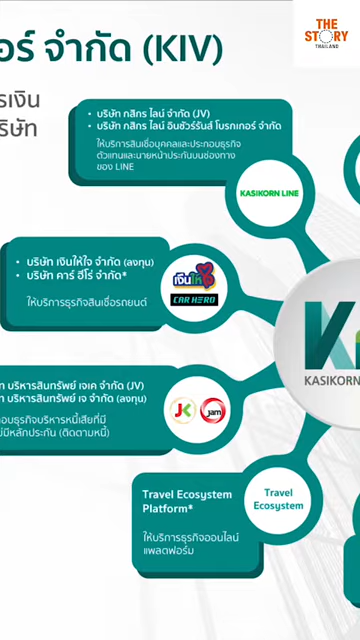 THE
STORY
THAILAND
อร์ จำกัด (KIV)
รเงิน
ริษัท
• บริษัท กสิกร ไลน์ จำกัด (JV)
• บริษัท กสิกร ไลน์ อินชัวร์รันส์ โบรกเกอร์ จำกัด
ให้บริการสินเชื่อบุคคลและประกอบธุรกิจ
ตัวแทนและนายหน้าประกันบนช่องทาง
ของ LINE
KASIKORN LINE
• บริษัท เงินให้ใจ จำกัด (ลงทุน)
• บริษัท คาร์ ฮีโร่ จำกัด*
ให้บริการธุรกิจสินเชื่อรถยนต์
เงินให้ใจ
CAR HERO
K
KASIKORN
ท บริหารสินทรัพย์ เจเค จำกัด (JV)
ท บริหารสินทรัพย์ เจ จำกัด (ลงทุน)
อบธุรกิจบริหารหนี้เสียที่มี
ม่มีหลักประกัน (ติดตามหนี้)
JK
jam
Travel Ecosystem
Platform*
ให้บริการธุรกิจออนไลน์
แพลตฟอร์ม
Travel
Ecosystem